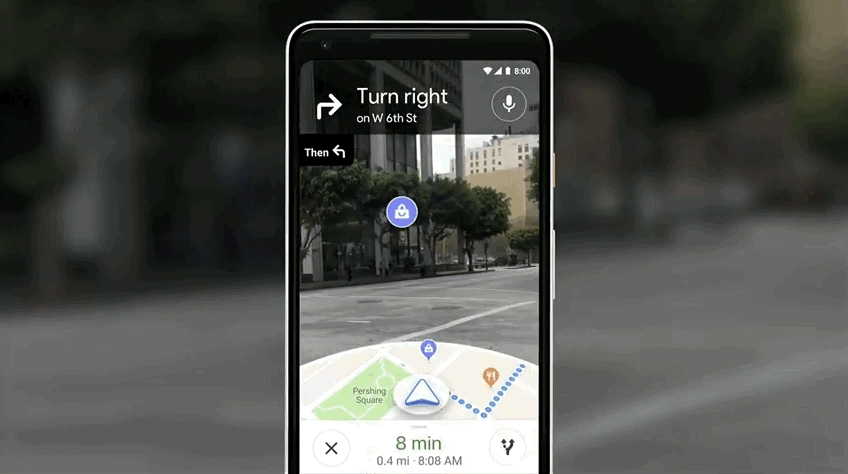 8:00
Turn right
on W 6th St
Then
Pershing
Square
8 min
0.4 mi · 8:08 AM